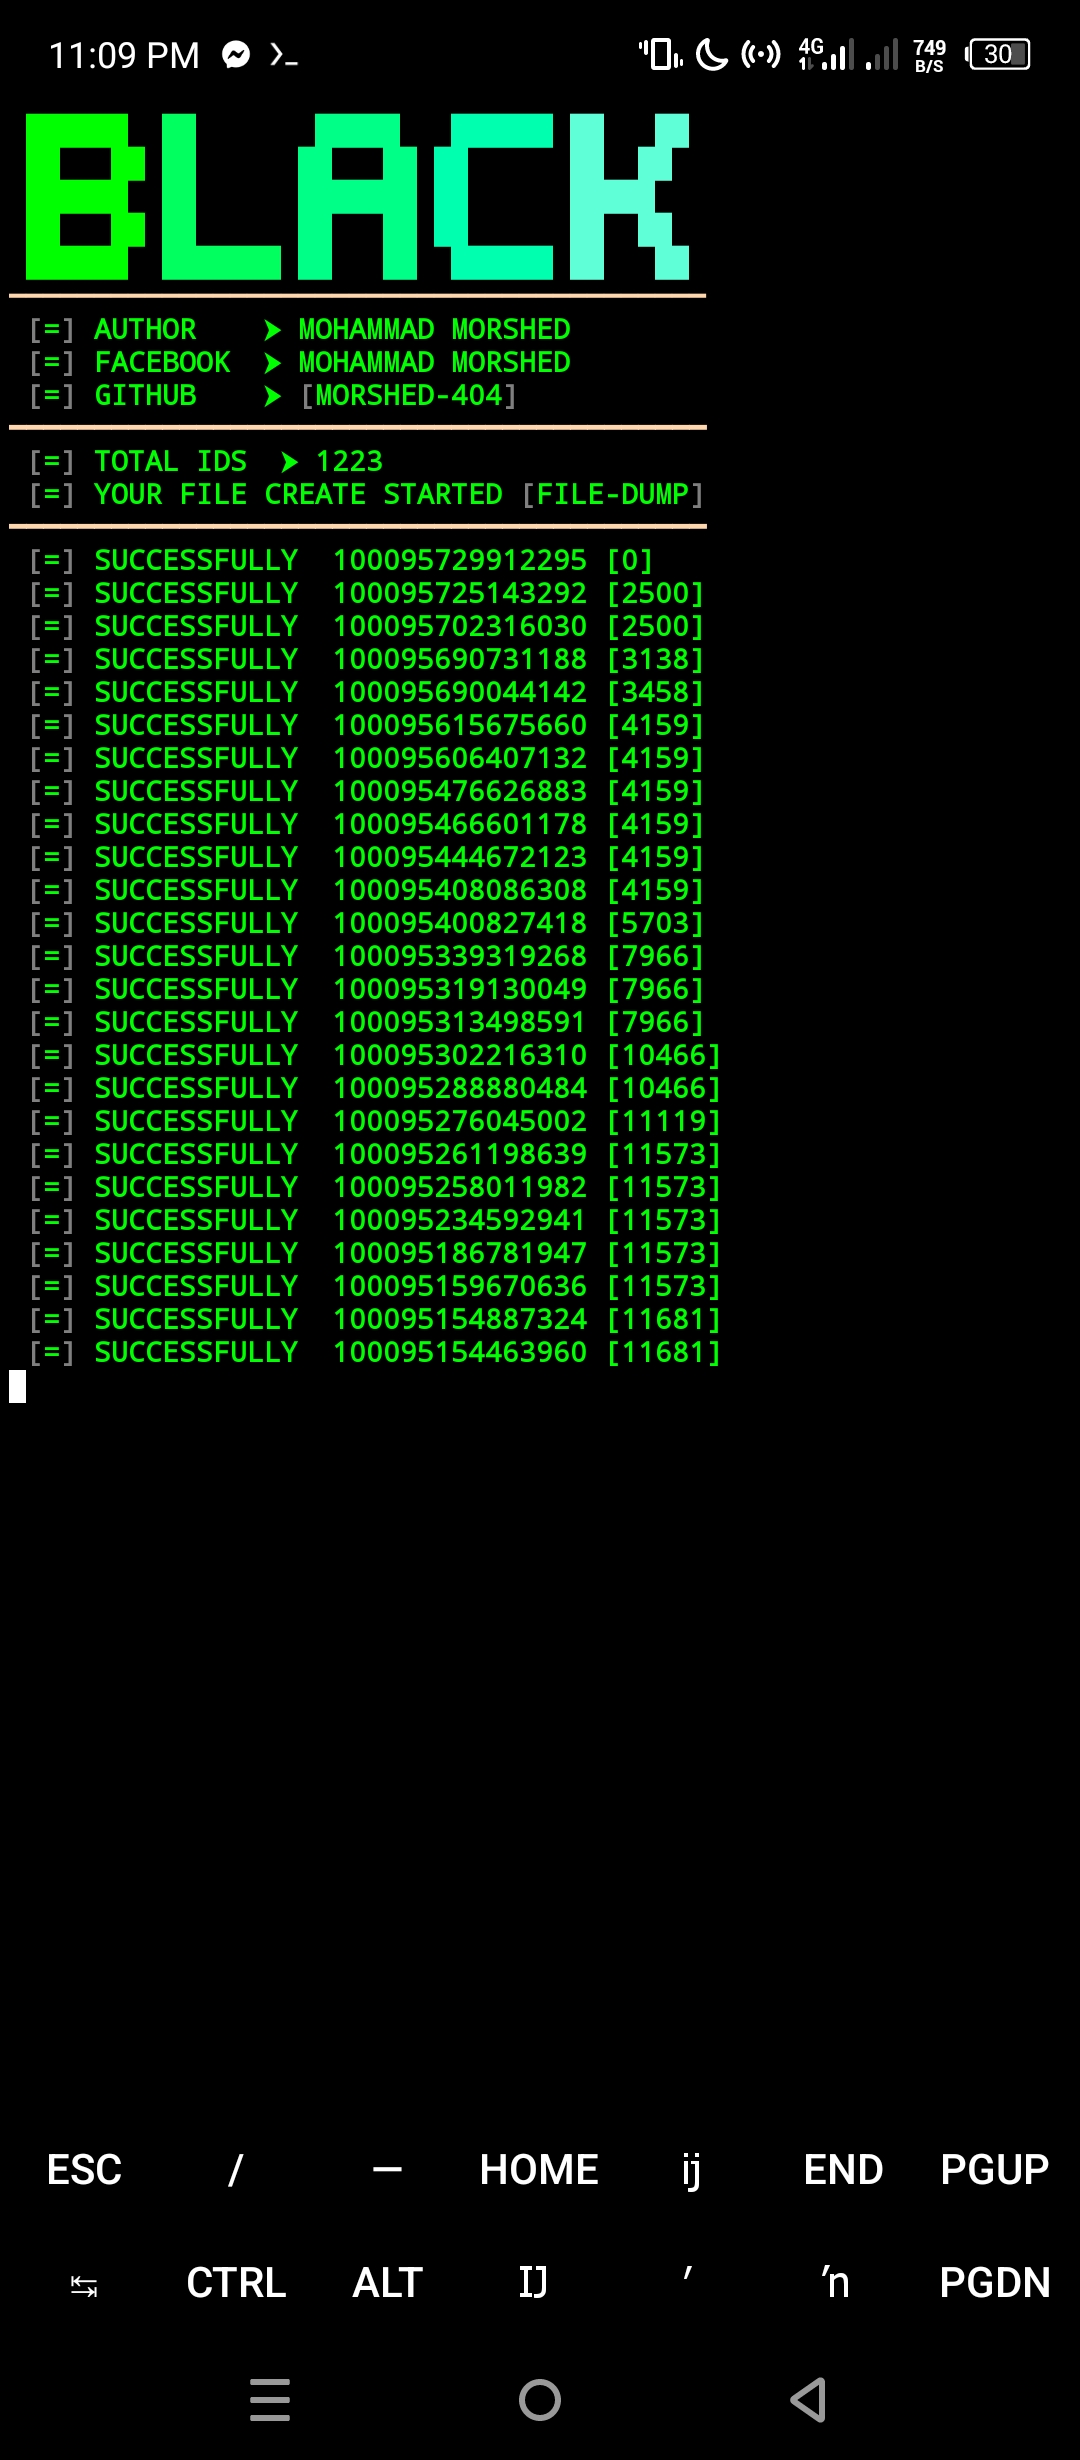 11:09 PM 4G 749 B/S 30
BLACK
[=] AUTHOR ➤ MOHAMMAD MORSHED
[=] FACEBOOK ➤ MOHAMMAD MORSHED
[=] GITHUB ➤ [MORSHED-404]
[=] TOTAL IDS ➤ 1223
[=] YOUR FILE CREATE STARTED [FILE-DUMP]
[=] SUCCESSFULLY 100095729912295 [0]
[=] SUCCESSFULLY 100095725143292 [2500]
[=] SUCCESSFULLY 100095702316030 [2500]
[=] SUCCESSFULLY 100095690731188 [3138]
[=] SUCCESSFULLY 100095690044142 [3458]
[=] SUCCESSFULLY 100095615675660 [4159]
[=] SUCCESSFULLY 100095606407132 [4159]
[=] SUCCESSFULLY 100095476626883 [4159]
[=] SUCCESSFULLY 100095466601178 [4159]
[=] SUCCESSFULLY 100095444672123 [4159]
[=] SUCCESSFULLY 100095408086308 [4159]
[=] SUCCESSFULLY 100095400827418 [5703]
[=] SUCCESSFULLY 100095339319268 [7966]
[=] SUCCESSFULLY 100095319130049 [7966]
[=] SUCCESSFULLY 100095313498591 [7966]
[=] SUCCESSFULLY 100095302216310 [10466]
[=] SUCCESSFULLY 100095288880484 [10466]
[=] SUCCESSFULLY 100095276045002 [11119]
[=] SUCCESSFULLY 100095261198639 [11573]
[=] SUCCESSFULLY 100095258011982 [11573]
[=] SUCCESSFULLY 100095234592941 [11573]
[=] SUCCESSFULLY 100095186781947 [11573]
[=] SUCCESSFULLY 100095159670636 [11573]
[=] SUCCESSFULLY 100095154887324 [11681]
[=] SUCCESSFULLY 100095154463960 [11681]
ESC / — HOME ĳ END PGUP
↹ CTRL ALT Ĳ ʼ ŉ PGDN